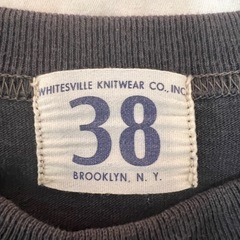 WHITESVILLE KNITWEAR CO., INC.
38
BROOKLYN, N. Y.